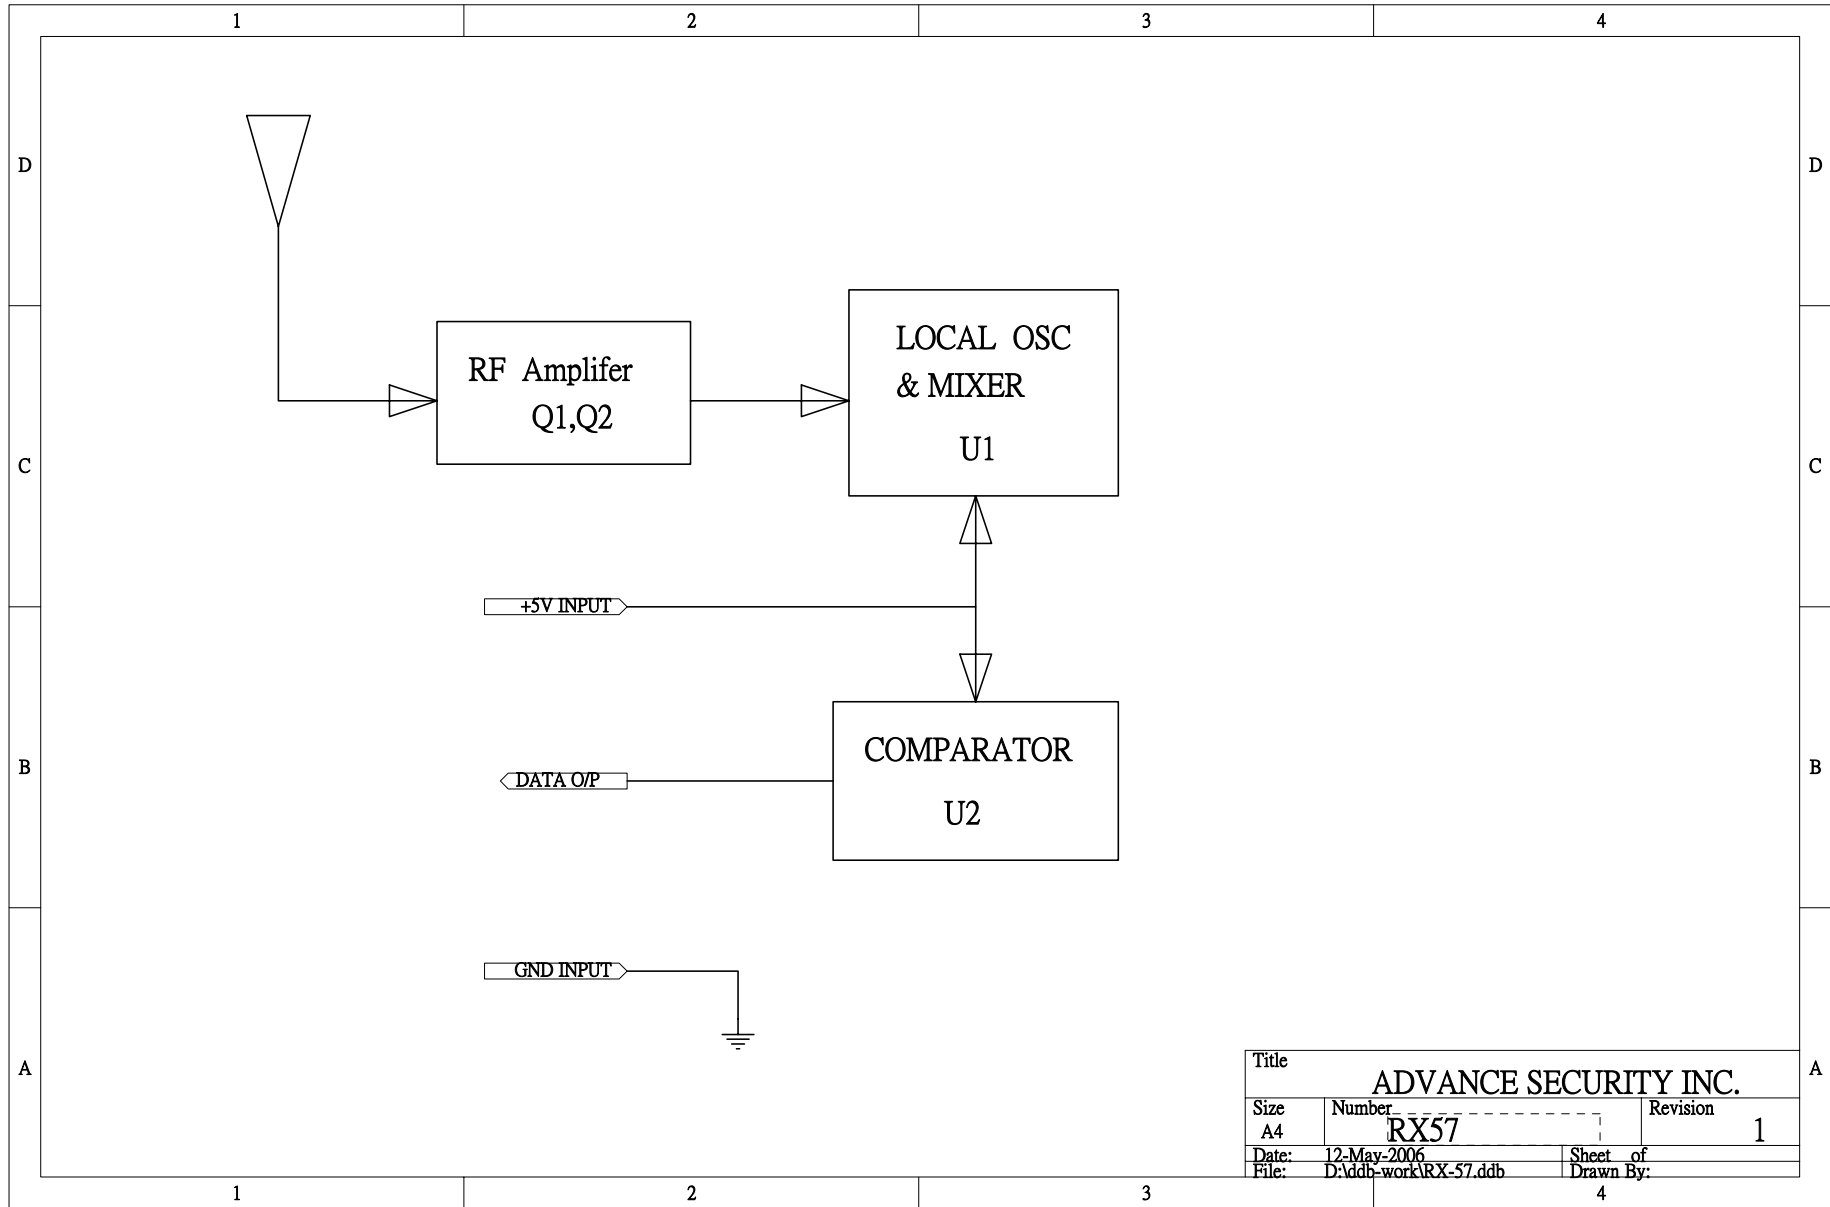 1 2 3 4
D D
LOCAL OSC
RF Amplifer
& MIXER
Q1,Q2
U1
C C
+5V INPUT
COMPARATOR
B B
DATA O/P
U2
GND INPUT
A A
Title
ADVANCE SECURITY INC.
Size Number Revision
A4 RX57 1
Date: 12-May-2006 Sheet of
File: D:\ddb-work\RX-57.ddb Drawn By:
1 2 3 4